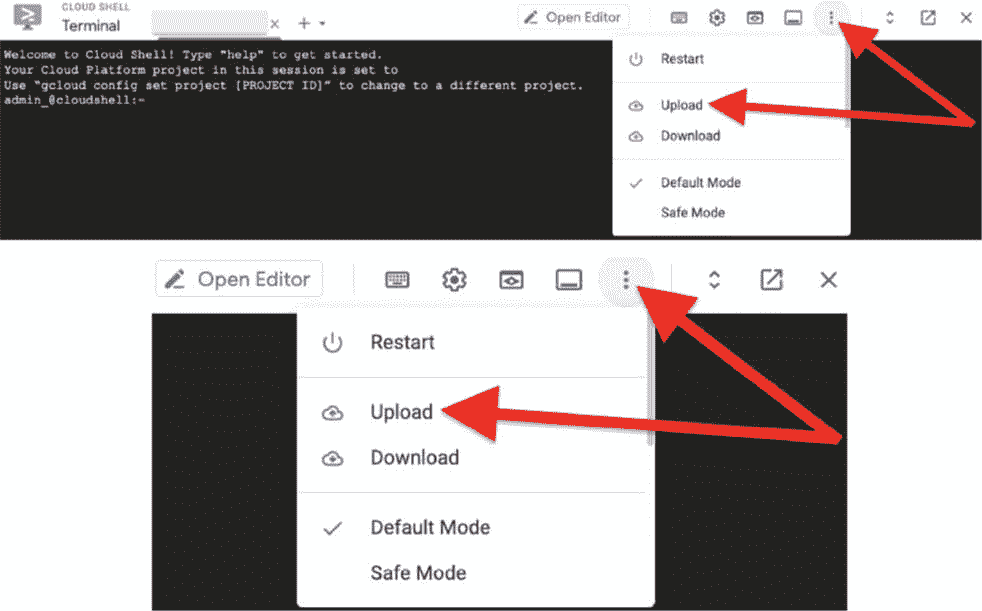 CLOUD SHELL
Terminal
Open Editor
Welcome to Cloud Shell! Type "help" to get started.
Your Cloud Platform project in this session is set to
Use "gcloud config set project [PROJECT ID]" to change to a different project.
admin_@cloudshell:~
Restart
Upload
Download
Default Mode
Safe Mode
Open Editor
Restart
Upload
Download
Default Mode
Safe Mode